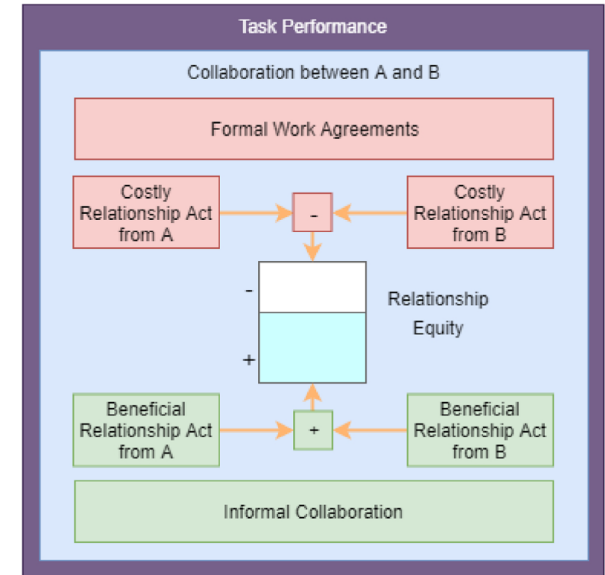 Task Performance
Collaboration between A and B
Formal Work Agreements
Costly
Relationship Act
from A
-
Costly
Relationship Act
from B
-
+
Relationship
Equity
Beneficial
Relationship Act
from A
+
Beneficial
Relationship Act
from B
Informal Collaboration